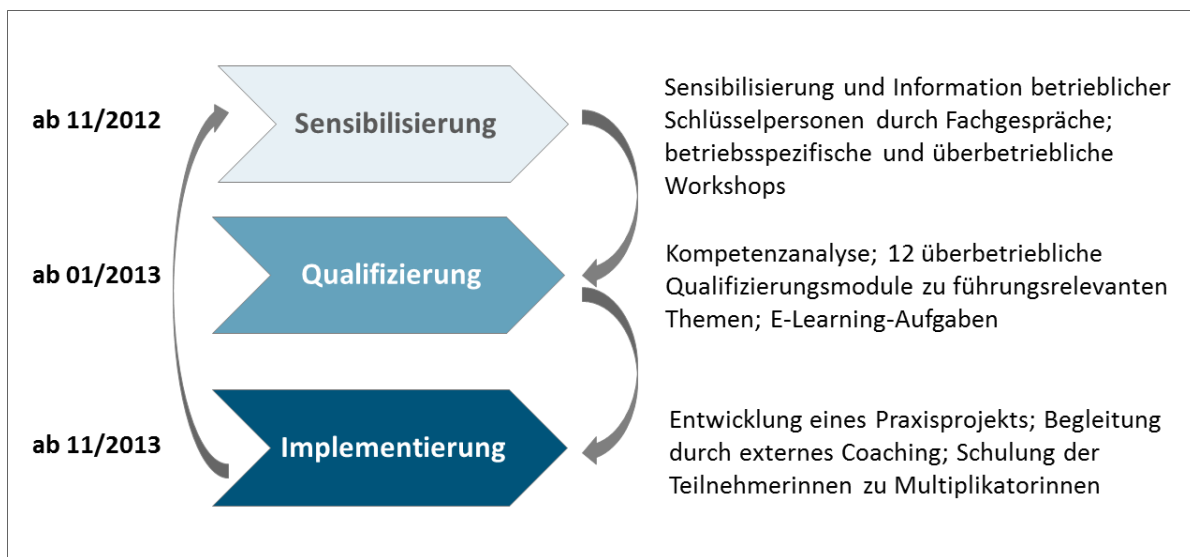 ab 11/2012
Sensibilisierung
Sensibilisierung und Information betrieblicher
Schlüsselpersonen durch Fachgespräche;
betriebsspezifische und überbetriebliche
Workshops
ab 01/2013
Qualifizierung
Kompetenzanalyse; 12 überbetriebliche
Qualifizierungsmodule zu führungsrelevanten
Themen; E-Learning-Aufgaben
ab 11/2013
Implementierung
Entwicklung eines Praxisprojekts; Begleitung
durch externes Coaching; Schulung der
Teilnehmerinnen zu Multiplikatorinnen